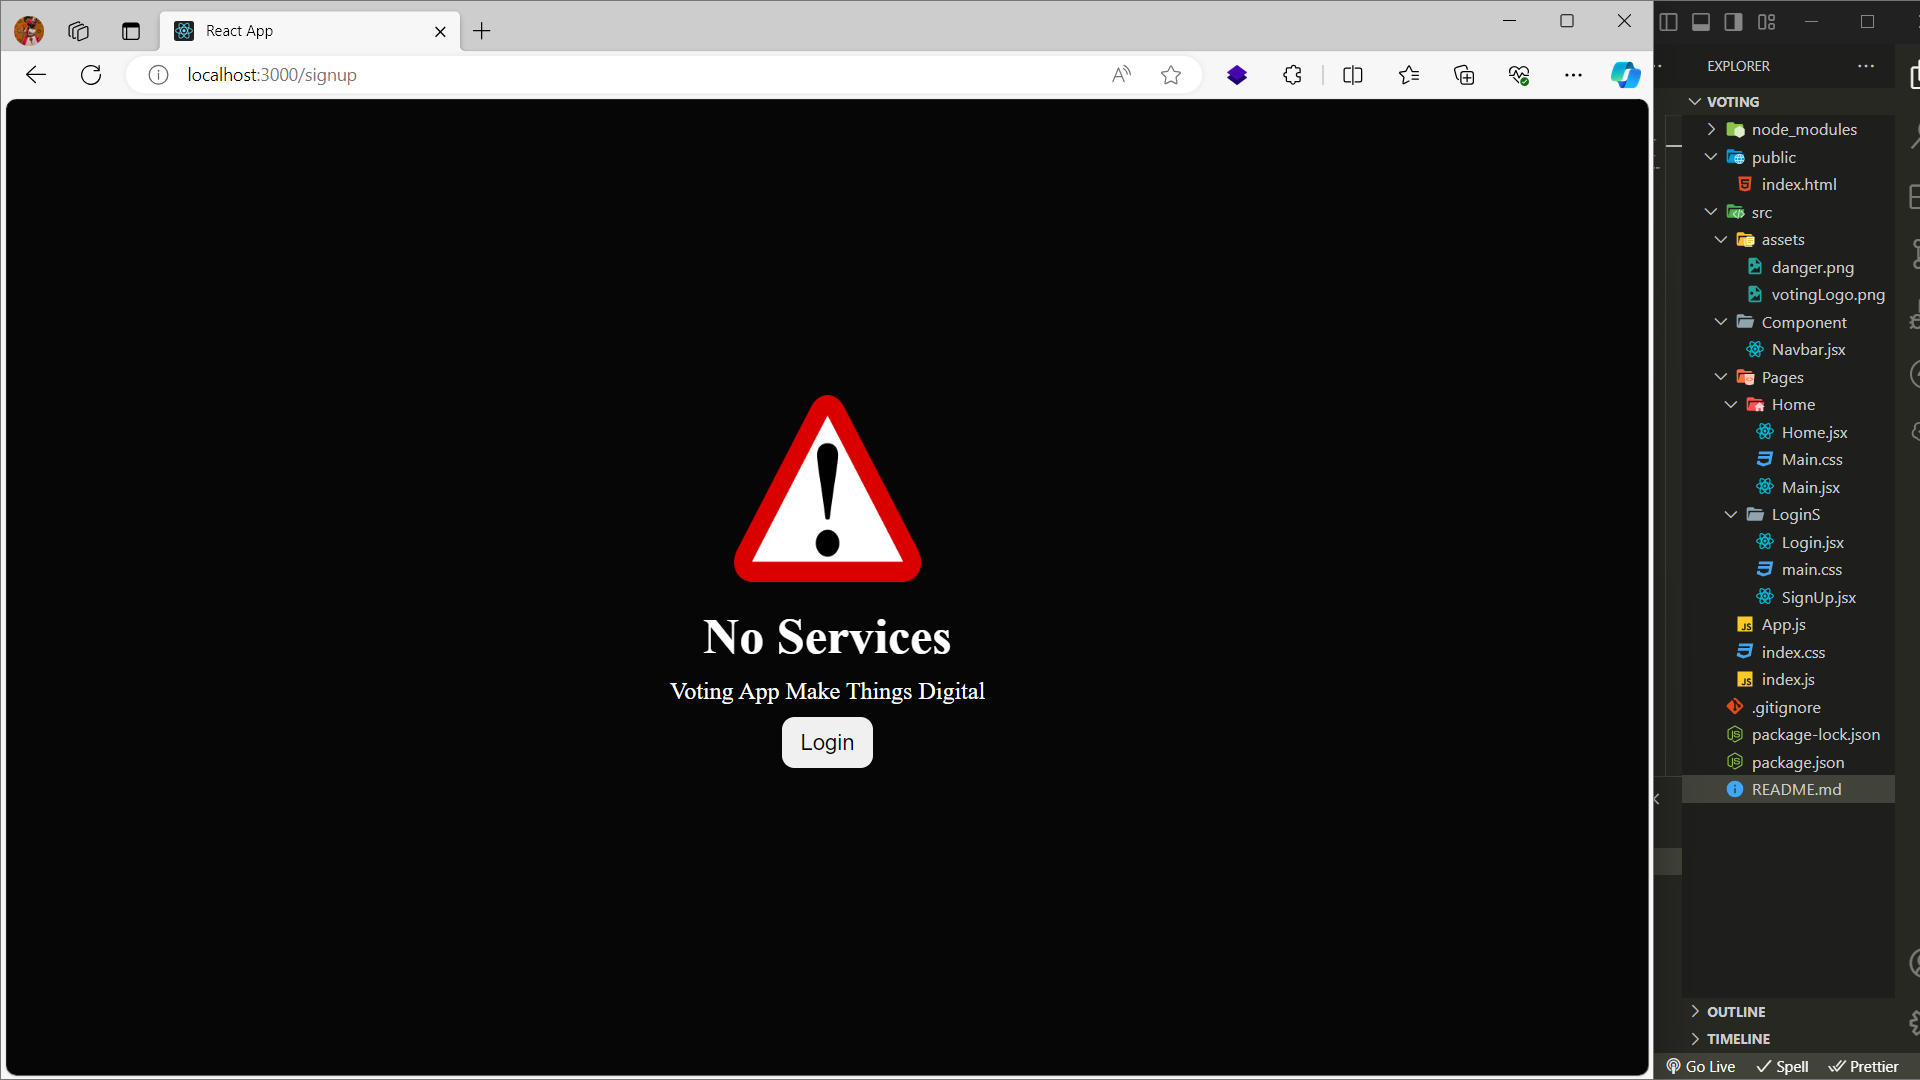 React App
localhost:3000/signup
No Services
Voting App Make Things Digital
Login
EXPLORER
VOTING
node_modules
public
index.html
src
assets
danger.png
votingLogo.png
Component
Navbar.jsx
Pages
Home
Home.jsx
Main.css
Main.jsx
LoginS
Login.jsx
main.css
SignUp.jsx
JS App.js
index.css
JS index.js
.gitignore
package-lock.json
package.json
README.md
OUTLINE
TIMELINE
Go Live Spell Prettier